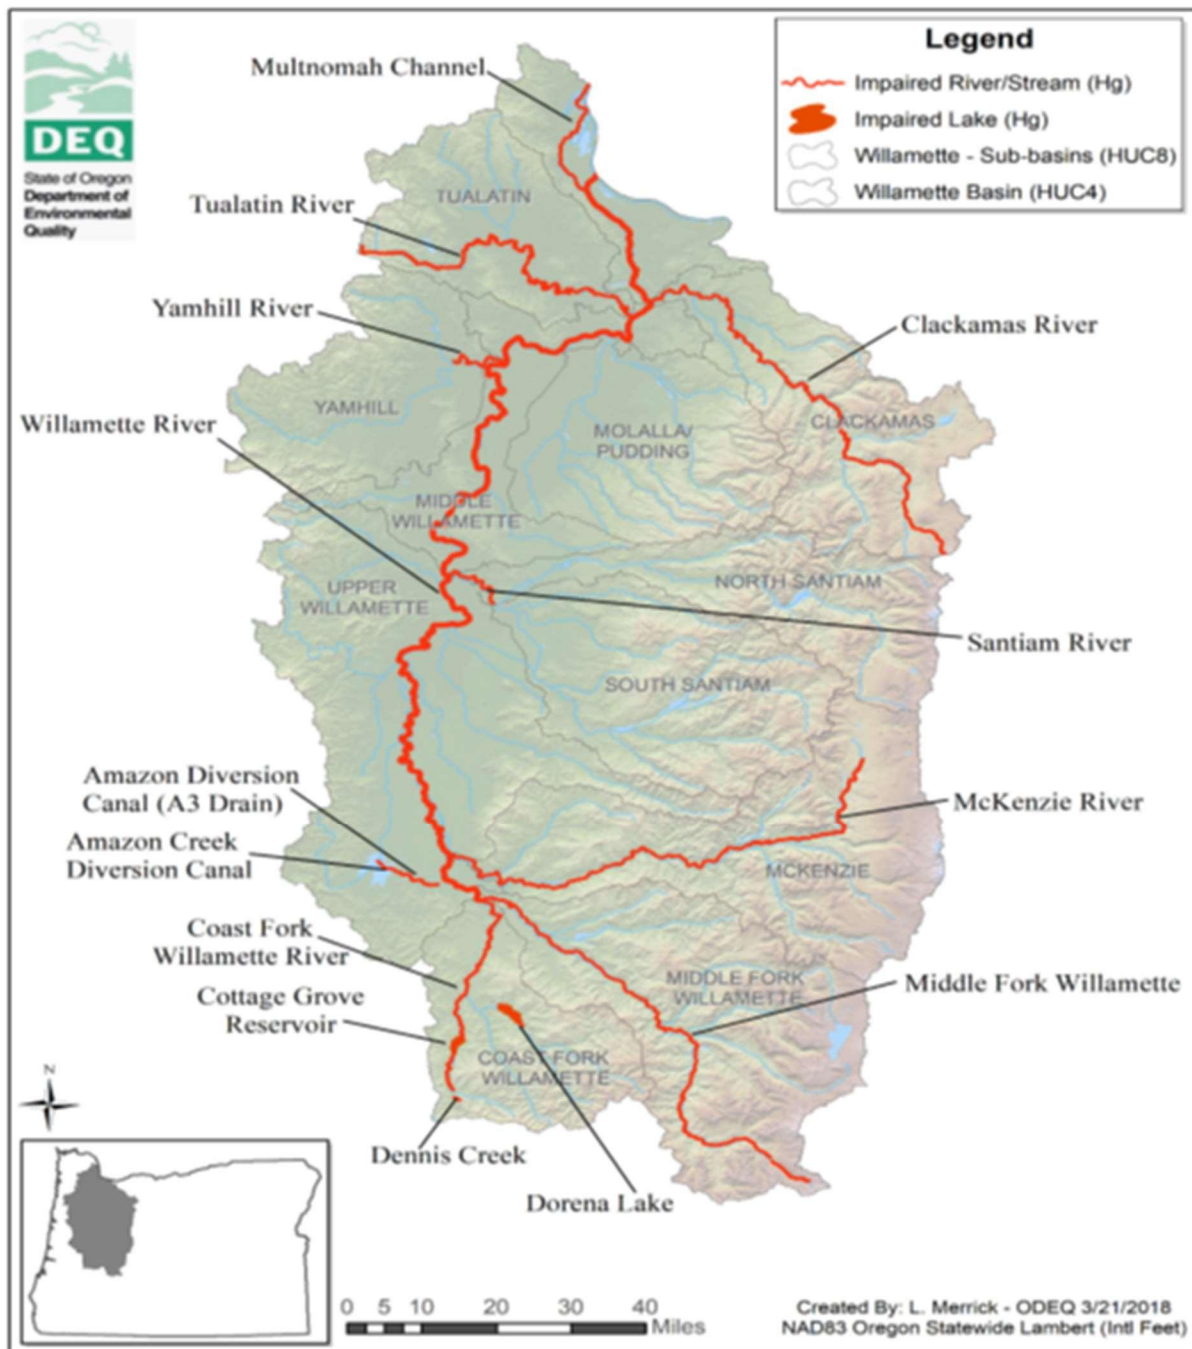 DEQ
State of Oregon
Department of
Environmental
Quality
Legend
Impaired River/Stream (Hg)
Impaired Lake (Hg)
Willamette - Sub-basins (HUC8)
Willamette Basin (HUC4)
Multnomah Channel
TUALATIN
Tualatin River
Yamhill River
Clackamas River
YAMHILL
Willamette River
MOLALLA/
PUDDING
CLACKAMAS
MIDDLE
WILLAMETTE
UPPER
WILLAMETTE
NORTH SANTIAM
Santiam River
SOUTH SANTIAM
Amazon Diversion
Canal (A3 Drain)
McKenzie River
Amazon Creek
Diversion Canal
MCKENZIE
Coast Fork
Willamette River
MIDDLE FORK
WILLAMETTE
Middle Fork Willamette
Cottage Grove
Reservoir
COAST FORK
WILLAMETTE
N
Dennis Creek
Dorena Lake
0 5 10 20 30 40
Miles
Created By: L. Merrick - ODEQ 3/21/2018
NAD83 Oregon Statewide Lambert (Intl Feet)